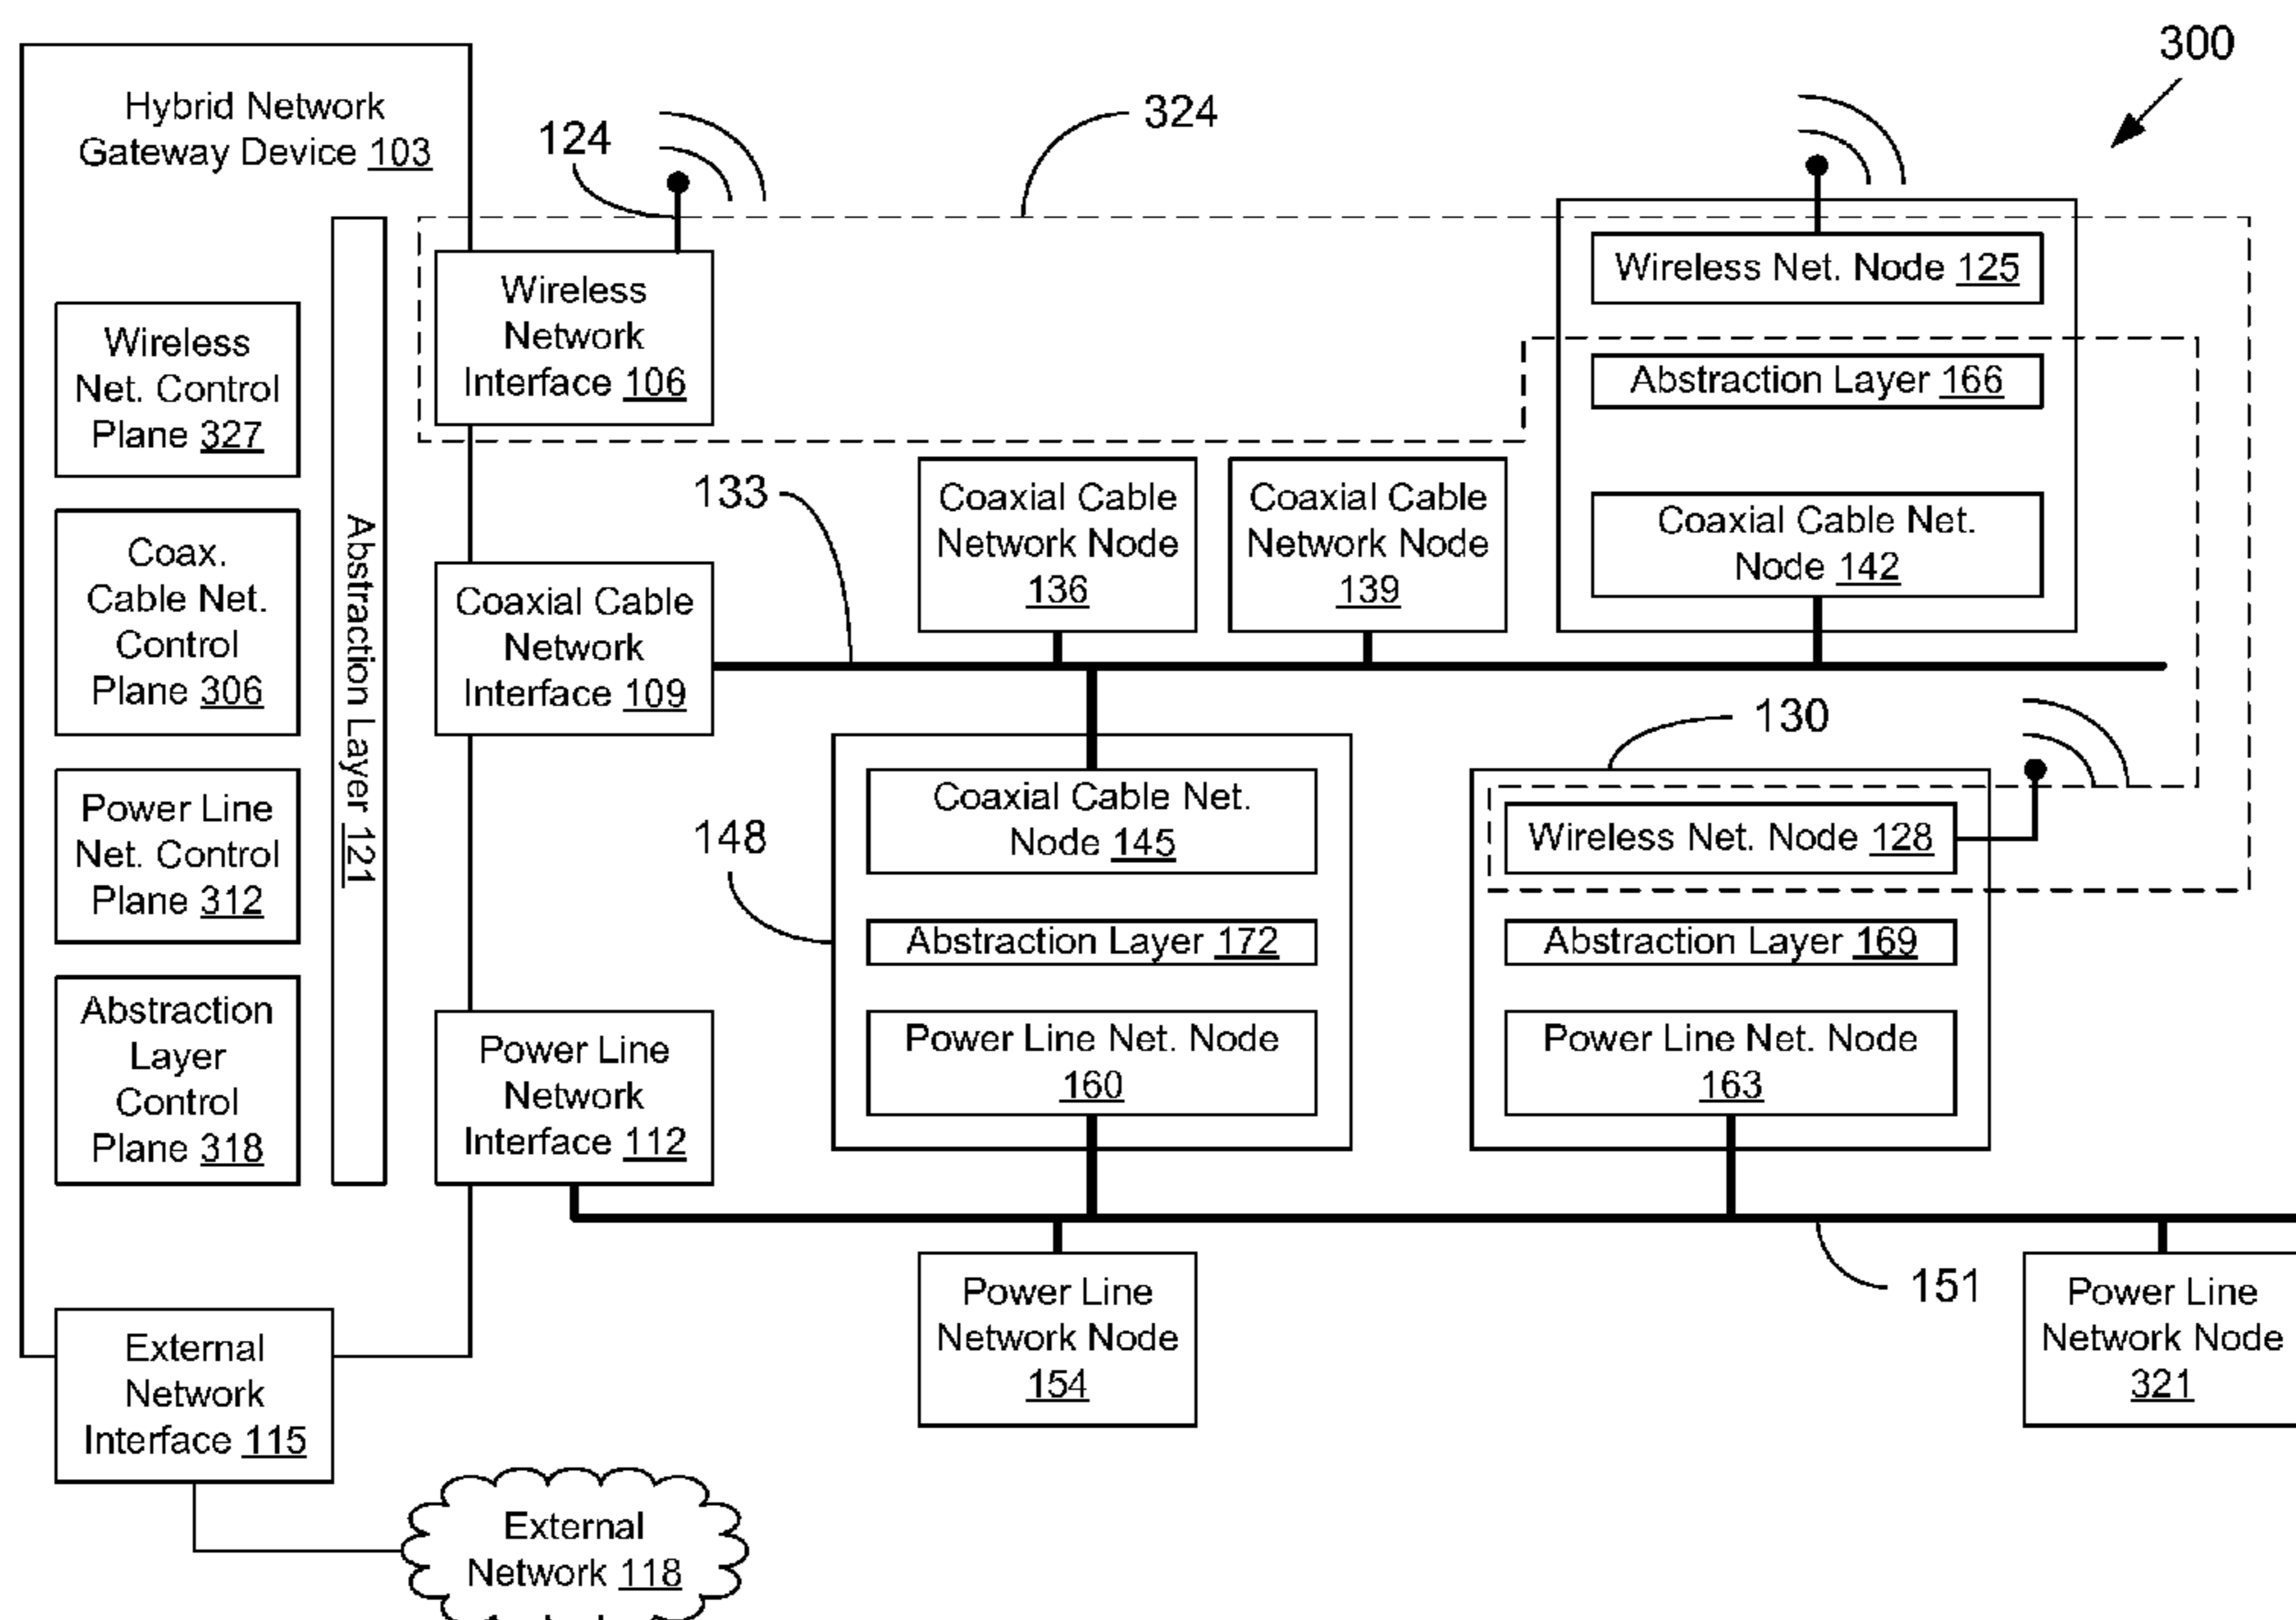 300
Hybrid Network
Gateway Device 103
124
324
Wireless
Net. Control
Plane 327
Coax.
Cable Net.
Control
Plane 306
Power Line
Net. Control
Plane 312
Abstraction
Layer
Control
Plane 318
Abstraction Layer 121
Wireless
Network
Interface 106
Coaxial Cable
Network
Interface 109
Power Line
Network
Interface 112
External
Network
Interface 115
External
Network 118
133
Coaxial Cable
Network Node
136
Coaxial Cable
Network Node
139
Wireless Net. Node 125
Abstraction Layer 166
Coaxial Cable Net.
Node 142
148
Coaxial Cable Net.
Node 145
Abstraction Layer 172
Power Line Net. Node
160
130
Wireless Net. Node 128
Abstraction Layer 169
Power Line Net. Node
163
151
Power Line
Network Node
154
Power Line
Network Node
321